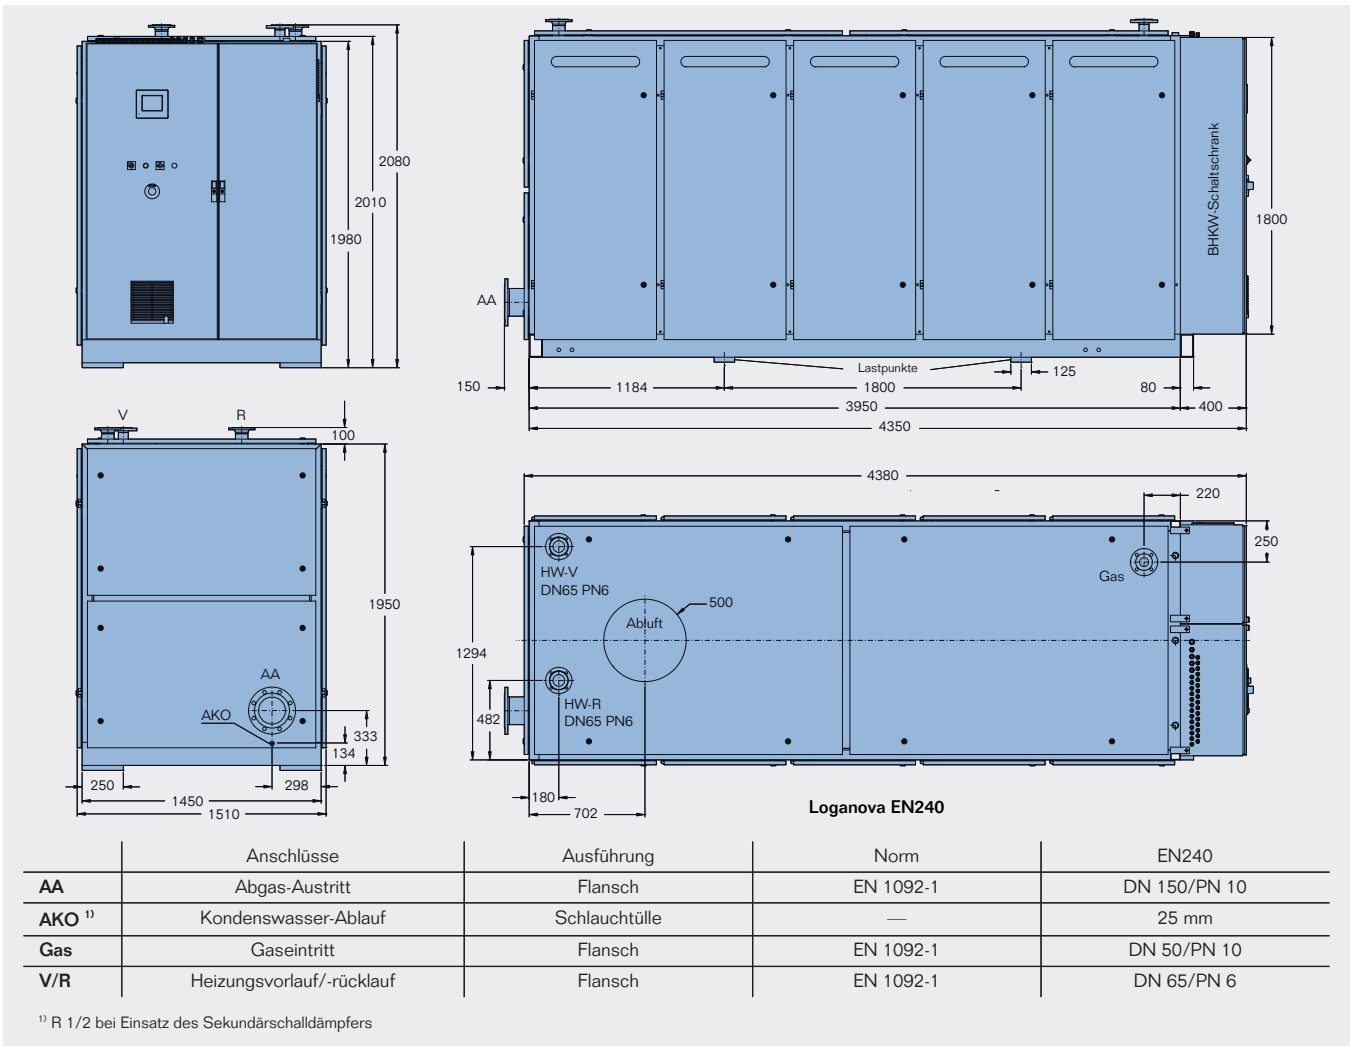 2080
2010
1980
BHKW-Schaltschrank
1800
AA
Lastpunkte
125
150
1184
1800
80
3950
400
4350
V
R
100
1950
AA
AKO
333
134
250
298
1450
1510
4380
220
250
HW-V
DN65 PN6
Gas
500
Abluft
1294
HW-R
DN65 PN6
482
180
702
Loganova EN240
Anschlüsse Ausführung Norm EN240
AA Abgas-Austritt Flansch EN 1092-1 DN 150/PN 10
AKO 1) Kondenswasser-Ablauf Schlauchtülle — 25 mm
Gas Gaseintritt Flansch EN 1092-1 DN 50/PN 10
V/R Heizungsvorlauf/-rücklauf Flansch EN 1092-1 DN 65/PN 6
1) R 1/2 bei Einsatz des Sekundärschalldämpfers